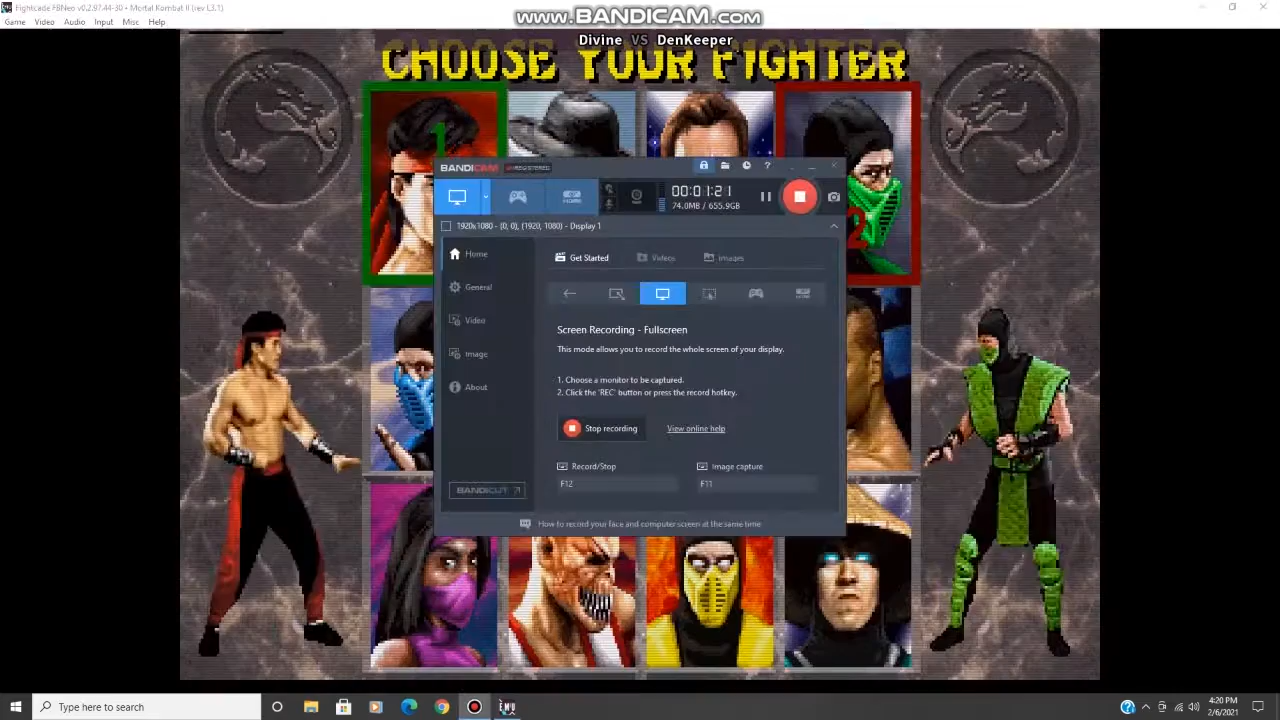 Fightcade FBNeo v0.2.97.44-30 • Mortal Kombat II (rev L3.1)
www.BANDICAM.com
Game Video Audio Input Misc Help
Divine VS DenKeeper
CHOOSE YOUR FIGHTER
1
BANDICAM UNREGISTERED
00:01:21
74.0MB / 655.9GB
HDMI
2
1920x1080 - (0, 0), (1920, 1080) - Display 1
Home
Get Started Videos Images
General
Video
Screen Recording - Fullscreen
This mode allows you to record the whole screen of your display.
Image
1. Choose a monitor to be captured.
2. Click the 'REC' button or press the record hotkey.
About
Stop recording View online help
Record/Stop Image capture
F12 F11
BANDICUT
How to record your face and computer screen at the same time
Type here to search
EMU
4:20 PM
2/6/2021